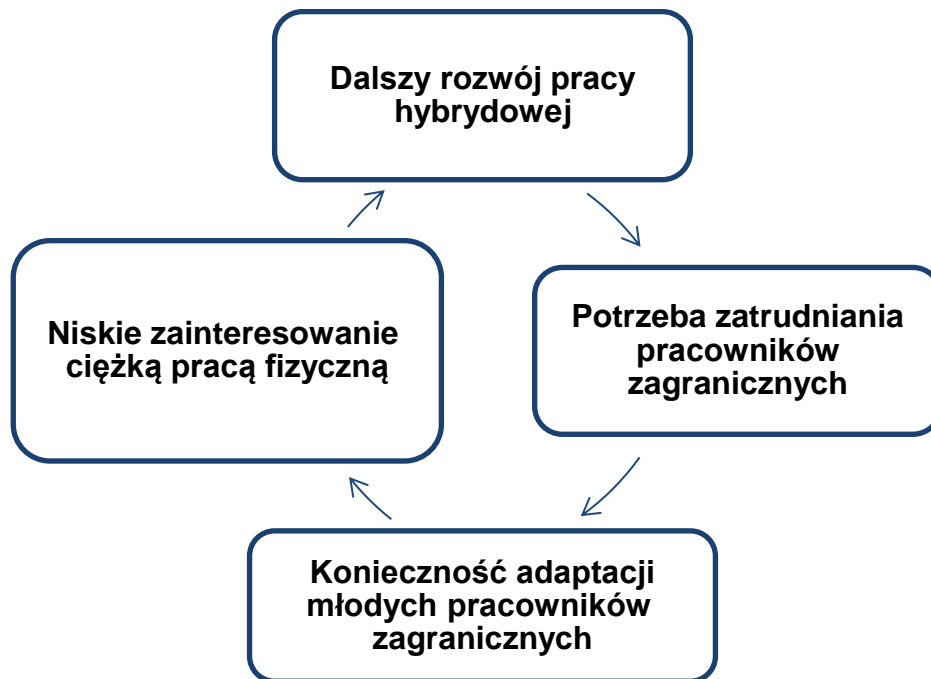 Dalszy rozwój pracy
hybrydowej
Potrzeba zatrudniania
pracowników
zagranicznych
Konieczność adaptacji
młodych pracowników
zagranicznych
Niskie zainteresowanie
ciężką pracą fizyczną